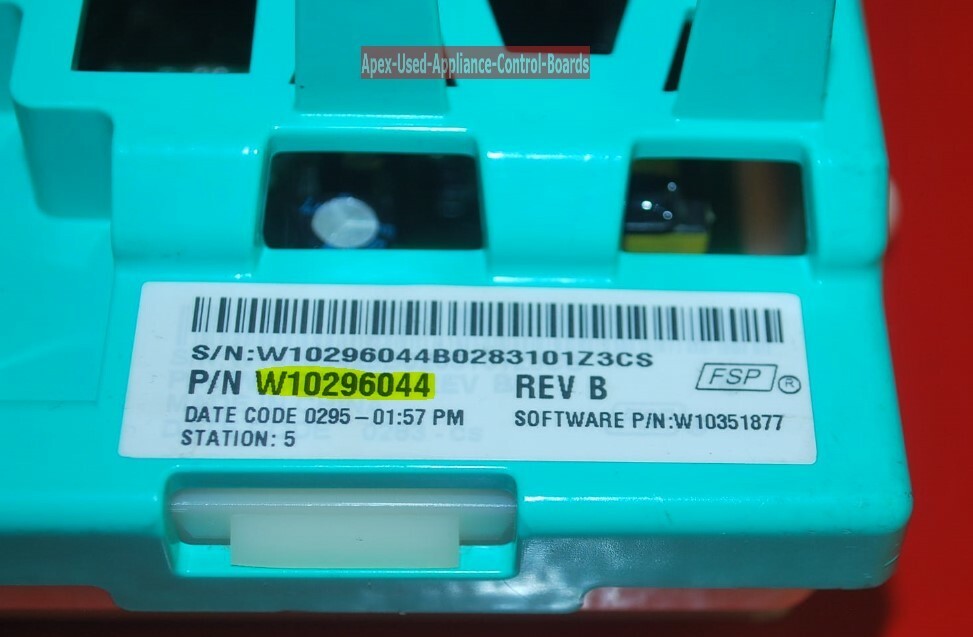 Apex-Used-Appliance-Control-Boards
S/N:W10296044B0283101Z3CS
P/N W10296044 REV B FSP ®
DATE CODE 0295-01:57 PM SOFTWARE P/N:W10351877
STATION: 5